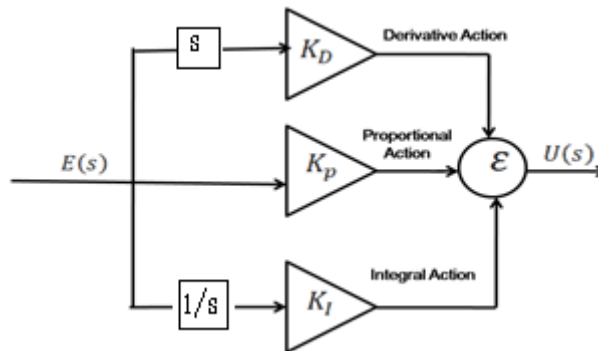 s
K_D
Derivative Action
Proportional
Action
E(s)
K_p
ε
U(s)
1/s
K_I
Integral Action